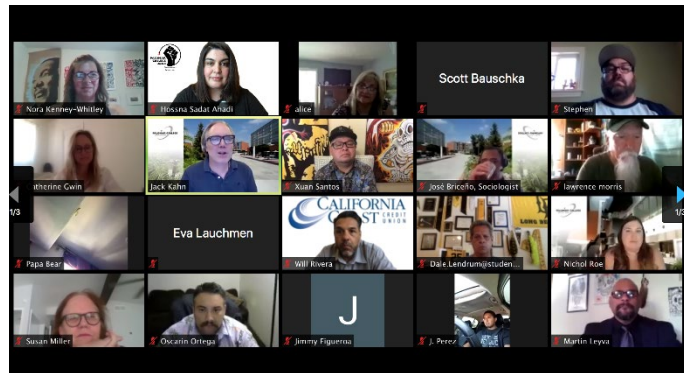 Nora Kenney-Whitley
Hossna Sadat Ahadi
alice
Scott Bauschka
Stephen
atherine Gwin
Jack Kahn
Xuan Santos
José Briceño, Sociologist
lawrence morris
1/3
1/3
Papa Bear
Eva Lauchmen
CALIFORNIA
COAST CREDIT
UNION
Will Rivera
Dale.Lendrum@studen...
Nichol Roe
Susan Miller
Oscarin Ortega
J
Jimmy Figueroa
J. Perez
Martin Leyva